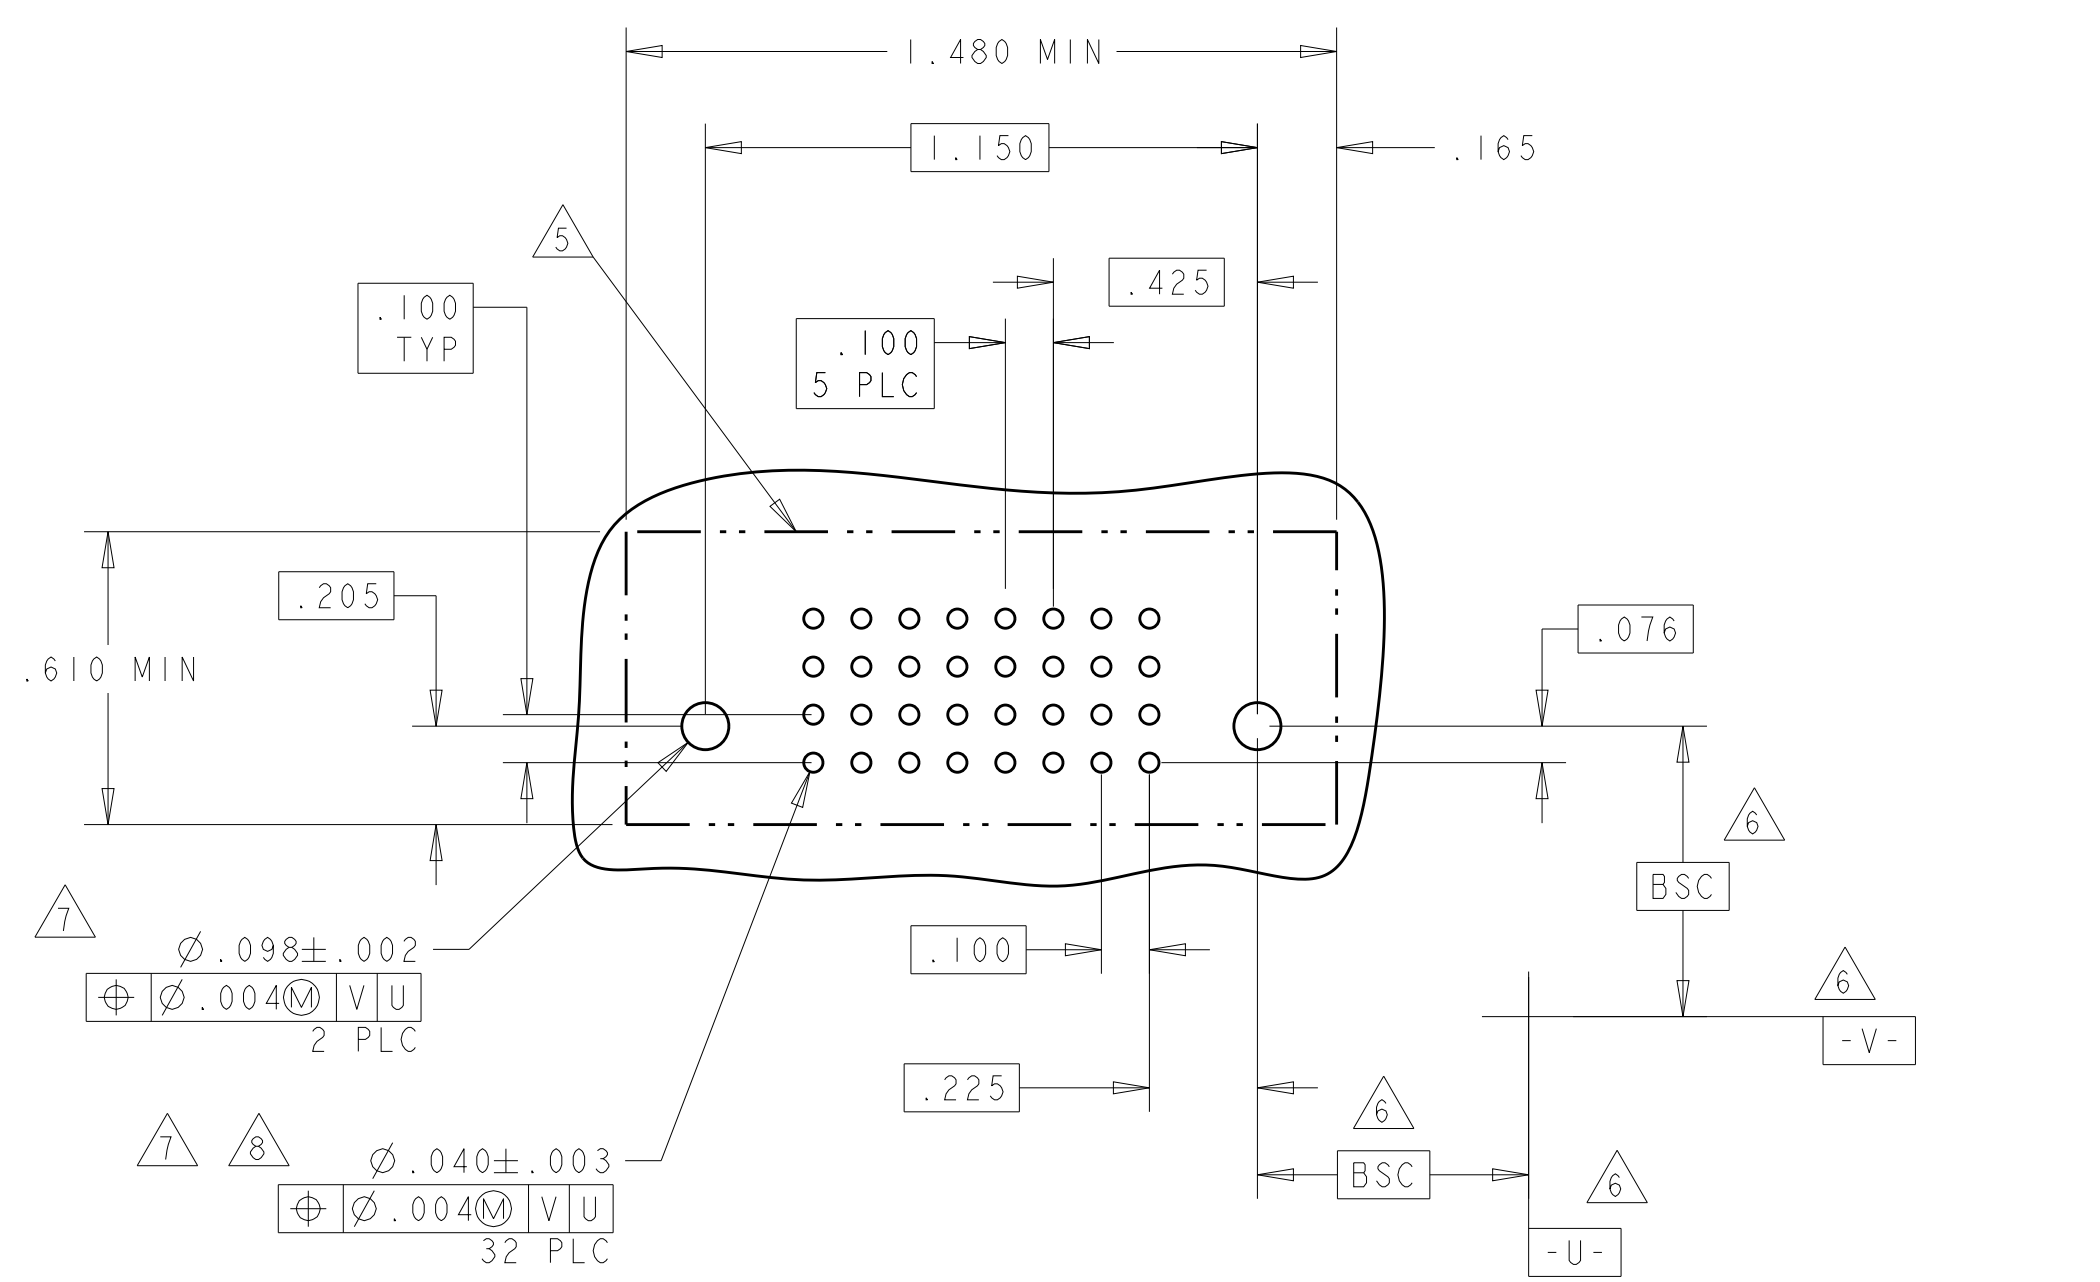 1.480 MIN
1.150
.165
5
.425
.100
TYP
.100
5 PLC
.205
.076
.610 MIN
6
BSC
7
⌀.098±.002
⌖ ⌀.004Ⓜ V U
2 PLC
.100
6
-V-
.225
6
7 8
⌀.040±.003
⌖ ⌀.004Ⓜ V U
32 PLC
BSC
6
-U-